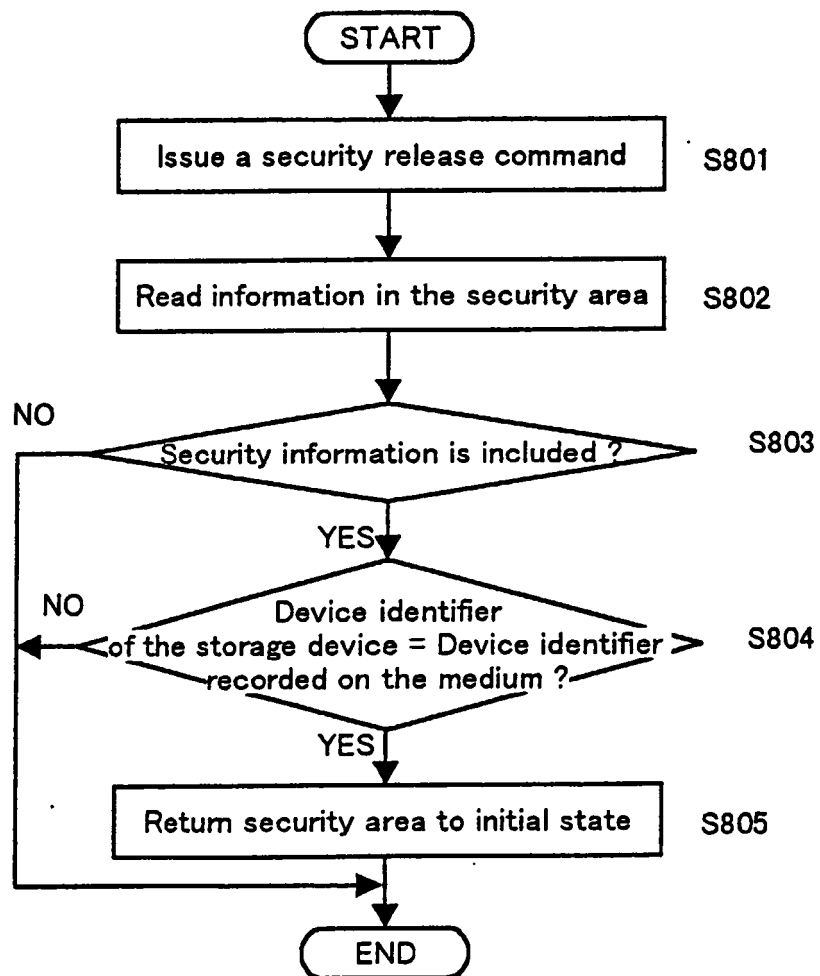 START
Issue a security release command
S801
Read information in the security area
S802
NO
Security information is included ?
S803
YES
NO
Device identifier
of the storage device = Device identifier
recorded on the medium ?
S804
YES
Return security area to initial state
S805
END